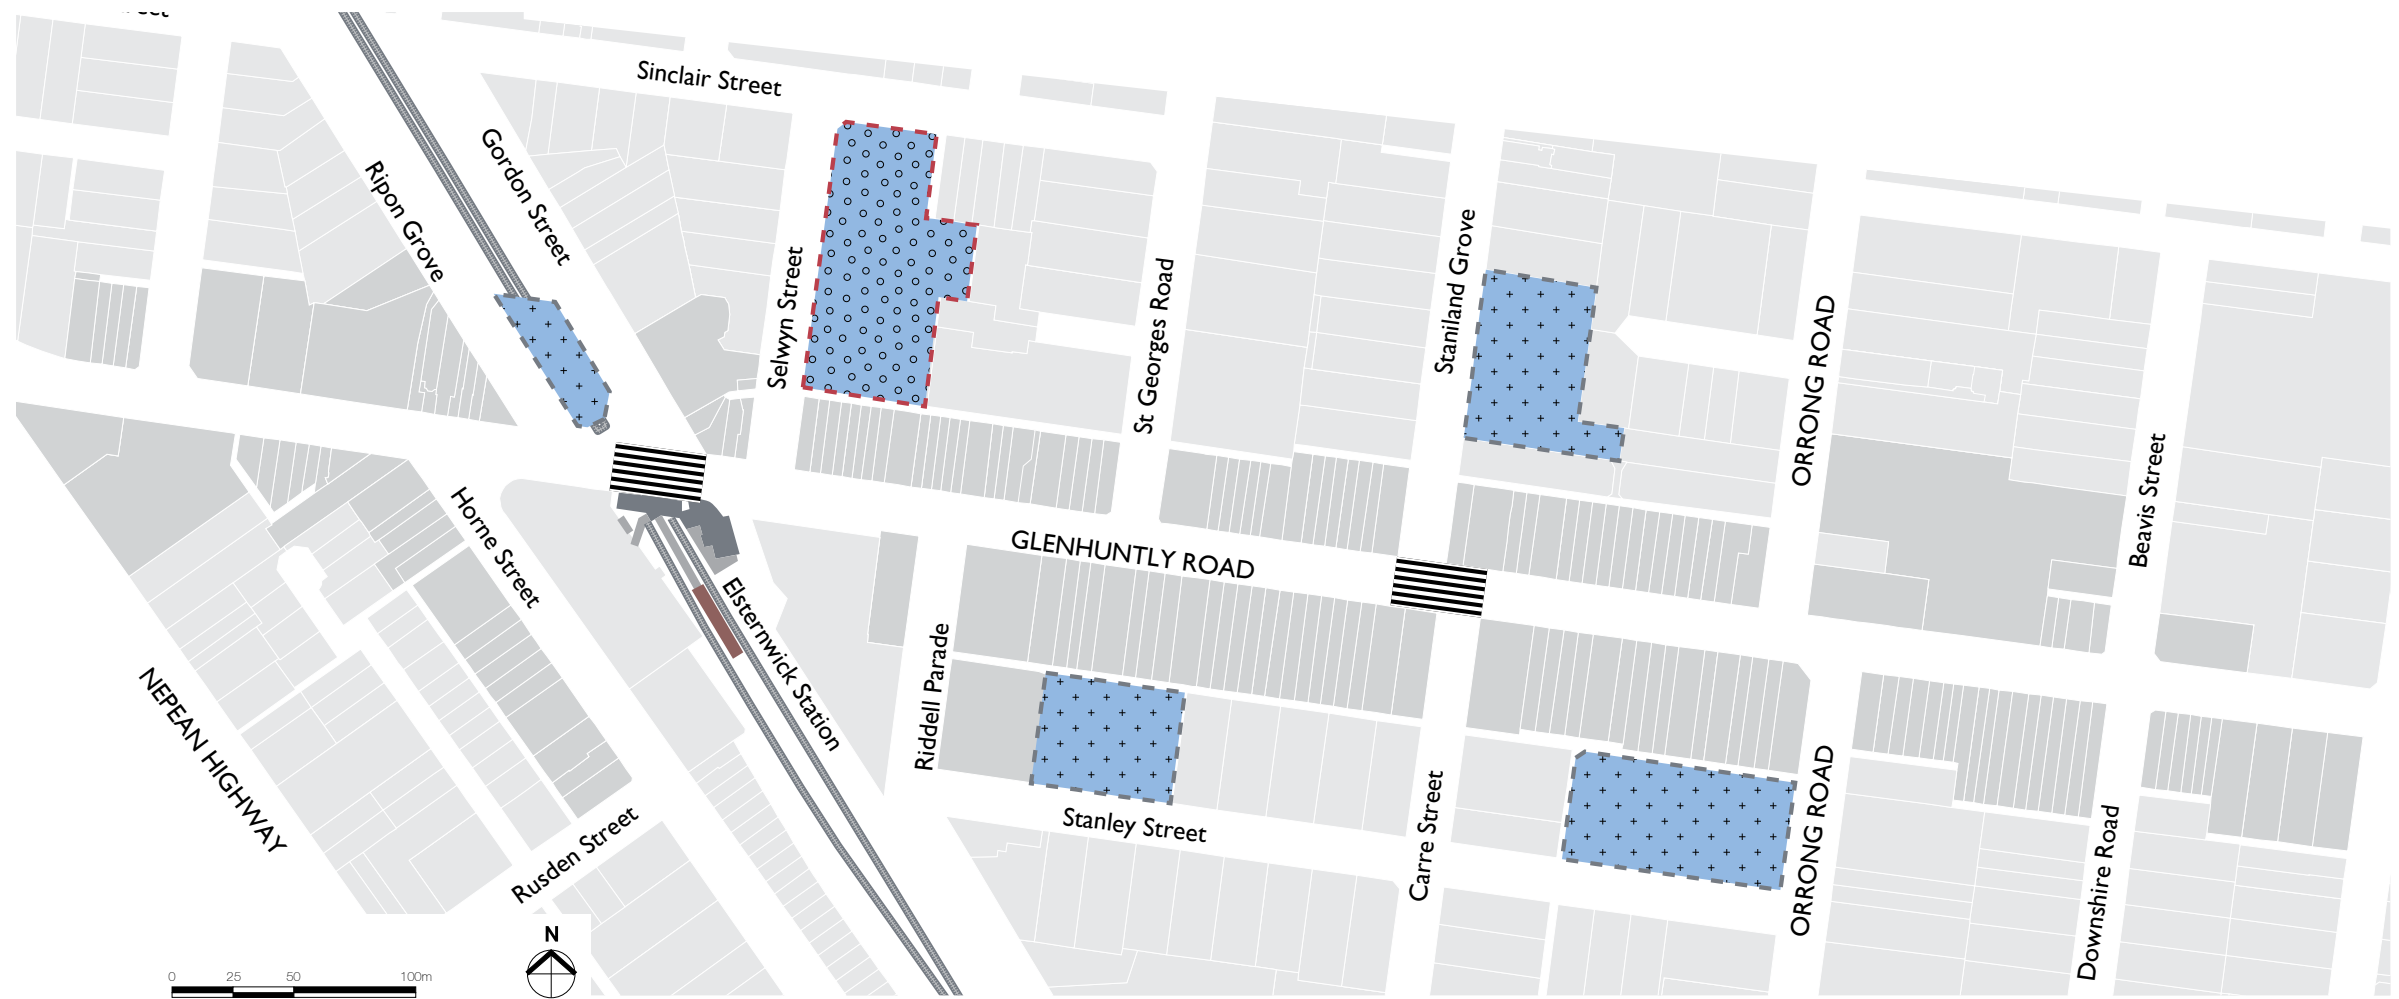 Sinclair Street
Gordon Street
Ripon Grove
Selwyn Street
St Georges Road
Staniland Grove
ORRONG ROAD
Beavis Street
GLENHUNTLY ROAD
Horne Street
Elsternwick Station
NEPEAN HIGHWAY
Riddell Parade
Stanley Street
Carre Street
ORRONG ROAD
Downshire Road
Rusden Street
N
0 25 50 100m